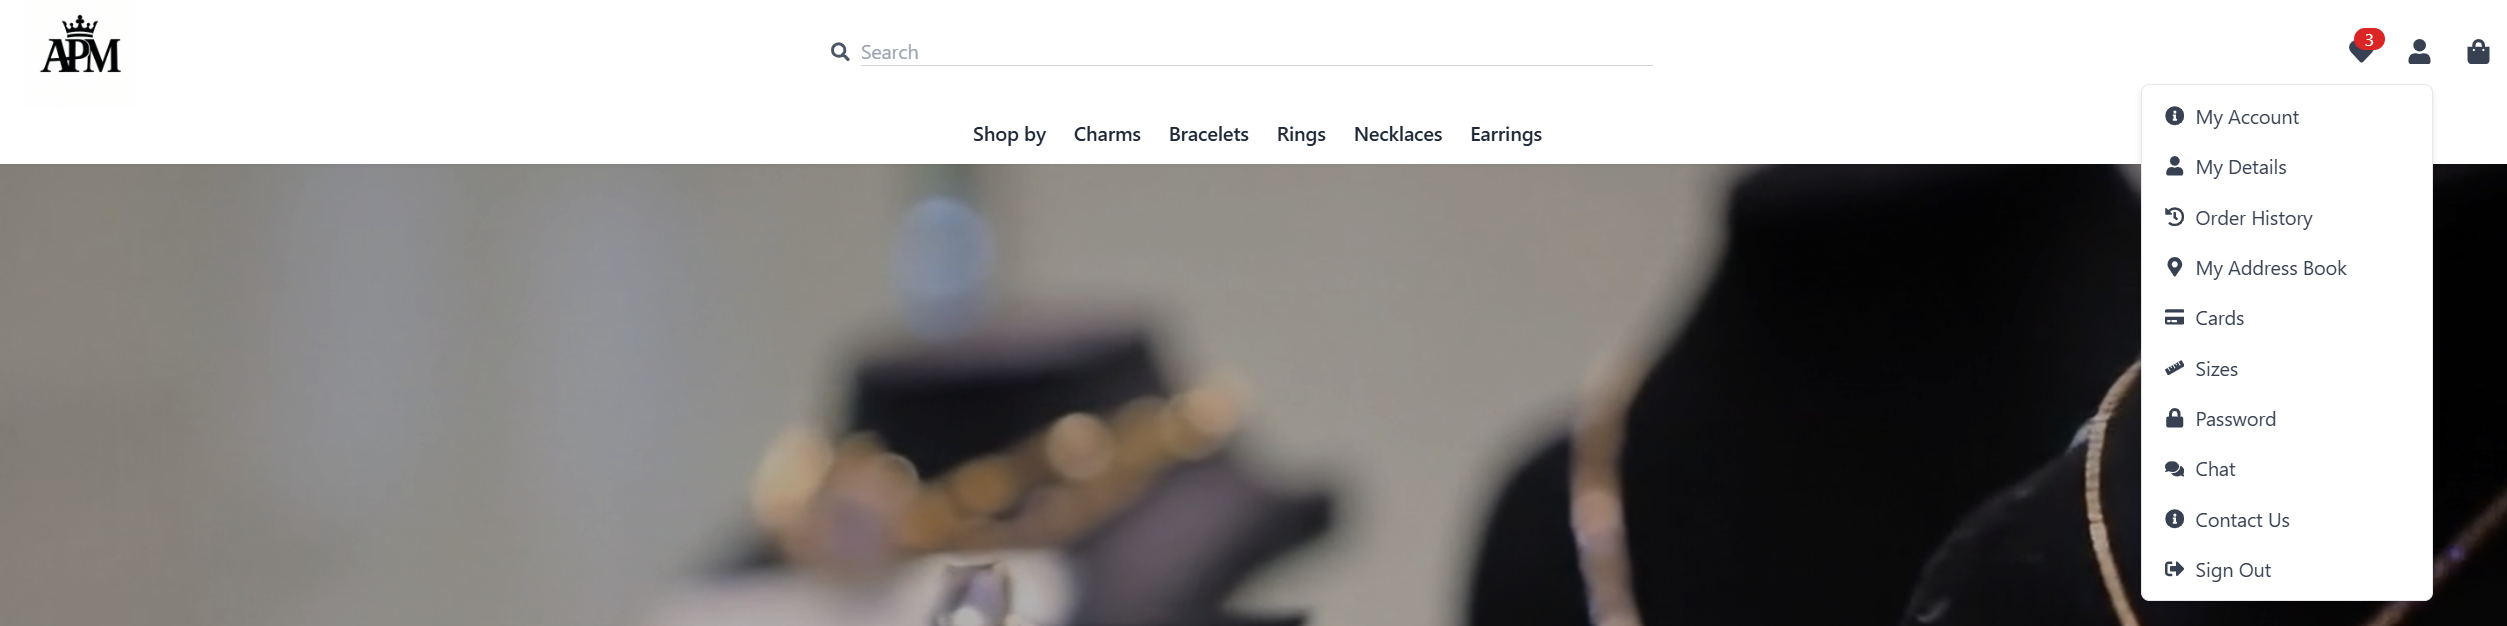 APM
Search
3
Shop by
Charms
Bracelets
Rings
Necklaces
Earrings
My Account
My Details
Order History
My Address Book
Cards
Sizes
Password
Chat
Contact Us
Sign Out